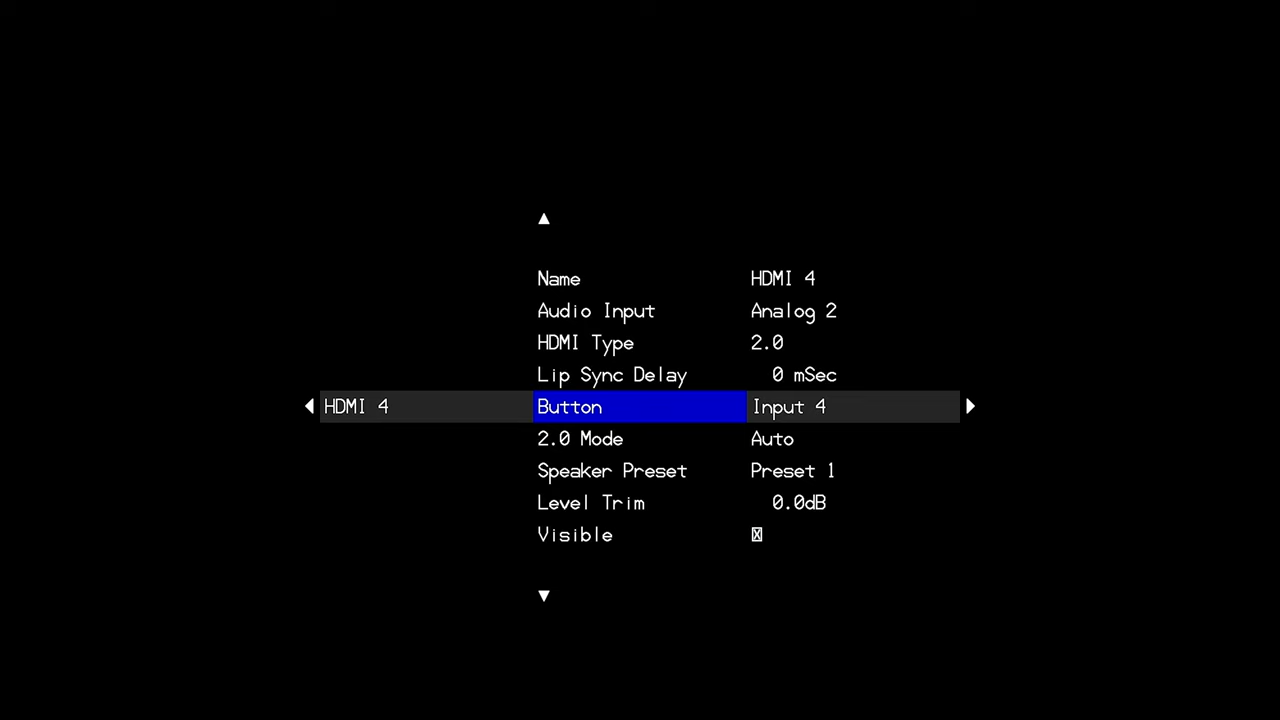 ▲
Name HDMI 4
Audio Input Analog 2
HDMI Type 2.0
Lip Sync Delay 0 mSec
HDMI 4 Button Input 4
2.0 Mode Auto
Speaker Preset Preset 1
Level Trim 0.0dB
Visible ☒
▼